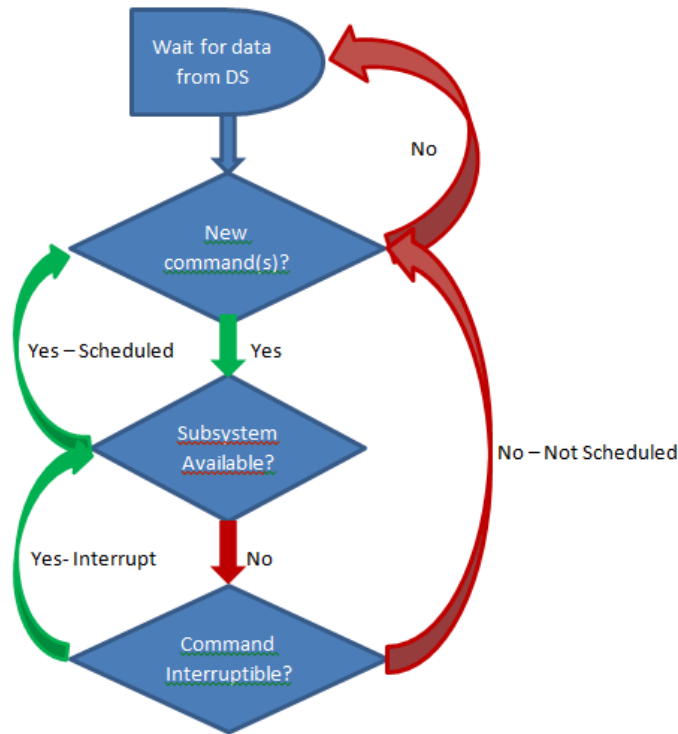 Wait for data
from DS
No
New
command(s)?
Yes – Scheduled
Yes
Subsystem
Available?
No – Not Scheduled
Yes- Interrupt
No
Command
Interruptible?